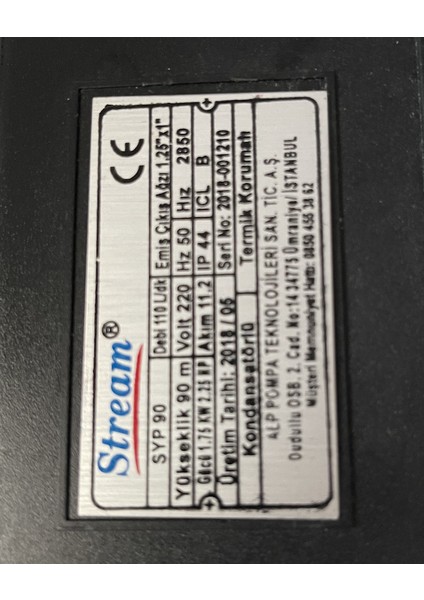 Stream® CE
SYP 90 Debi 110 L/dk Emiş Çıkış Ağzı 1.25"x1"
Yükseklik 90 m Volt 220 Hz 50 Hız 2850
Gücü 1.75 KW 2.25 HP Akım 11.2 IP 44 ICL B
Üretim Tarihi: 2018 / 06 Seri No: 2018-001210
Kondansatörlü Termik Korumalı
ALP POMPA TEKNOLOJİLERİ SAN. TİC. A.Ş.
Dudullu OSB. 2. Cad. No:14 34775 Ümraniye/İSTANBUL
Müşteri Memnuniyet Hattı: 0850 455 38 62